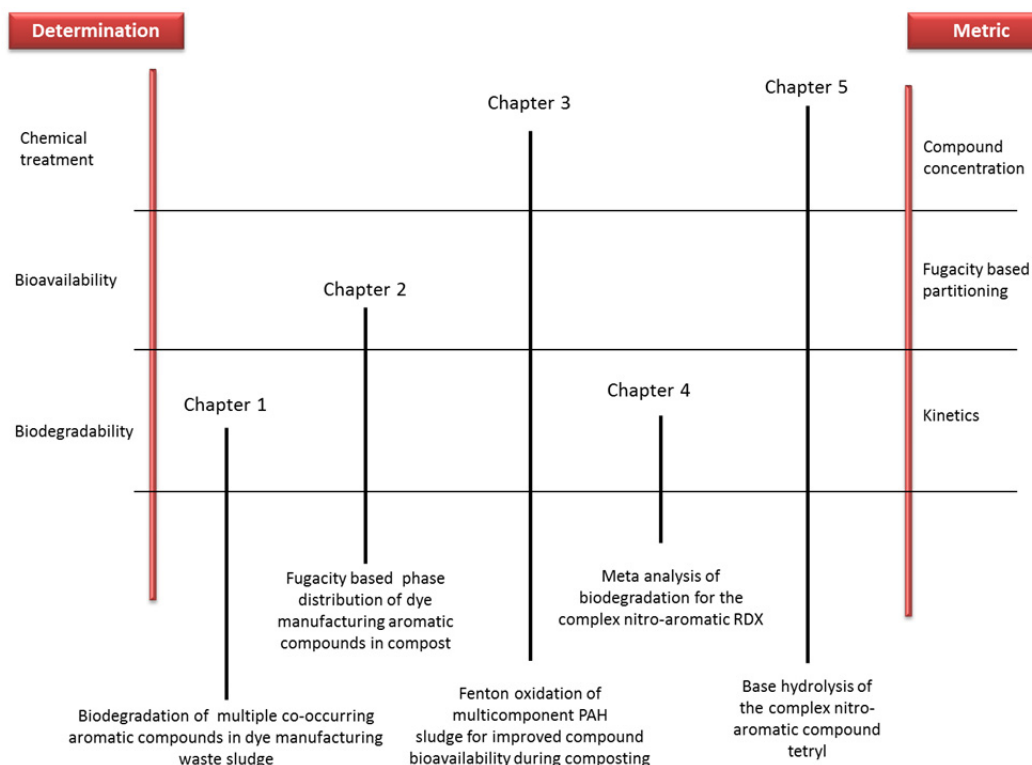 Determination
Metric
Chapter 5
Chapter 3
Chemical
treatment
Compound
concentration
Bioavailability
Fugacity based
partitioning
Chapter 2
Chapter 4
Chapter 1
Biodegradability
Kinetics
Fugacity based phase
distribution of dye
manufacturing aromatic
compounds in compost
Meta analysis of
biodegradation for the
complex nitro-aromatic RDX
Biodegradation of multiple co-occurring
aromatic compounds in dye manufacturing
waste sludge
Fenton oxidation of
multicomponent PAH
sludge for improved compound
bioavailability during composting
Base hydrolysis of
the complex nitro-
aromatic compound
tetryl